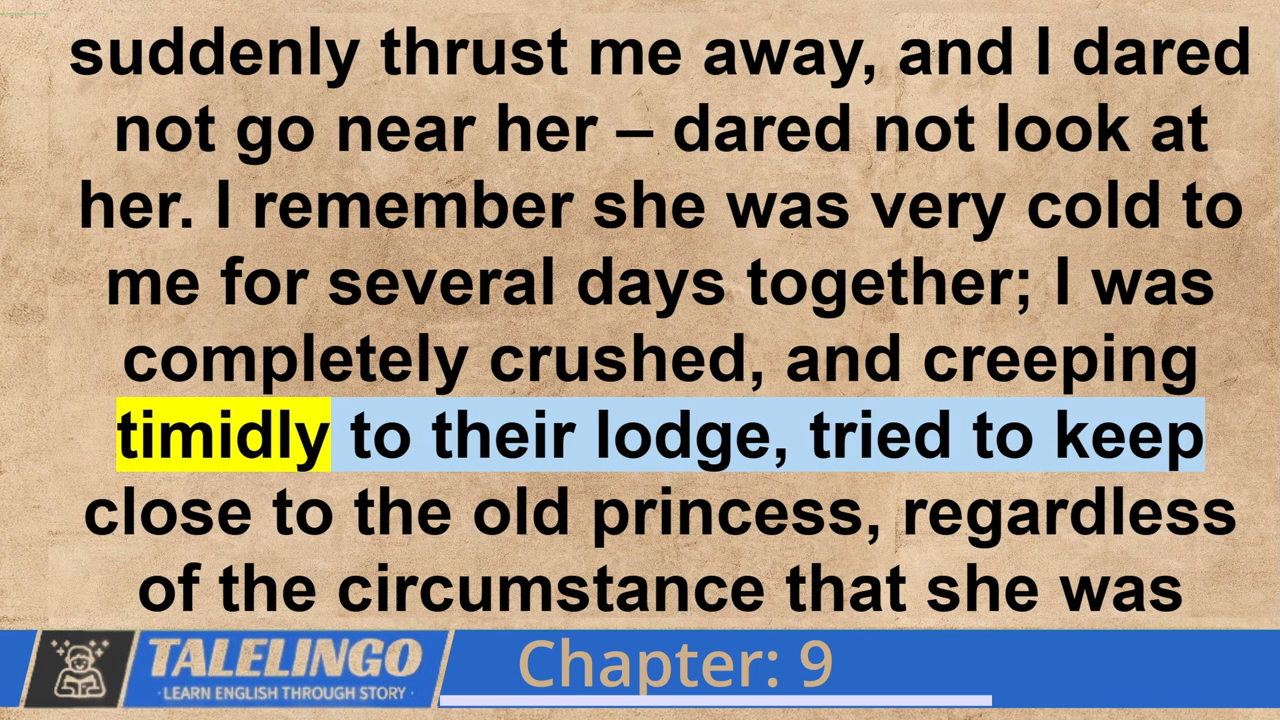 suddenly thrust me away, and I dared
not go near her – dared not look at
her. I remember she was very cold to
me for several days together; I was
completely crushed, and creeping
timidly to their lodge, tried to keep
close to the old princess, regardless
of the circumstance that she was
TALELINGO
· LEARN ENGLISH THROUGH STORY ·
Chapter: 9